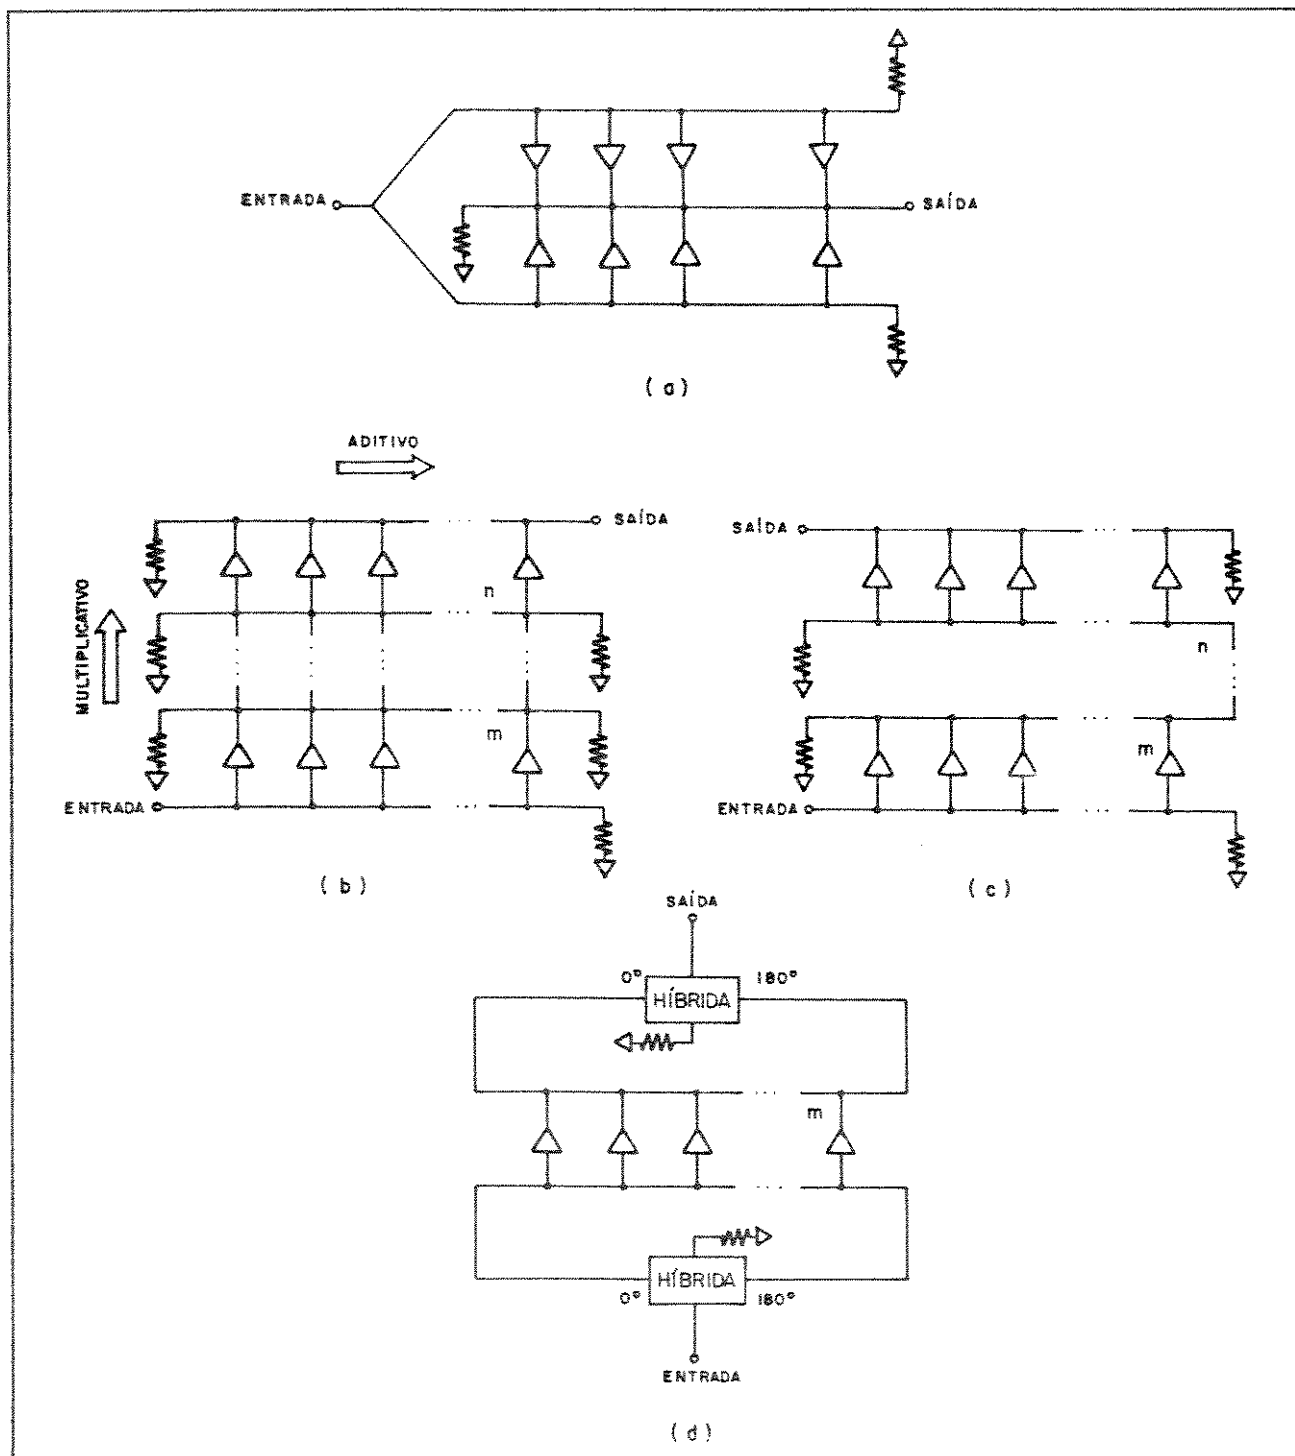 ENTRADA
SAÍDA
(a)
ADITIVO
MULTIPLICATIVO
SAÍDA
n
m
ENTRADA
(b)
SAÍDA
n
m
ENTRADA
(c)
SAÍDA
0° HÍBRIDA 180°
m
0° HÍBRIDA 180°
ENTRADA
(d)